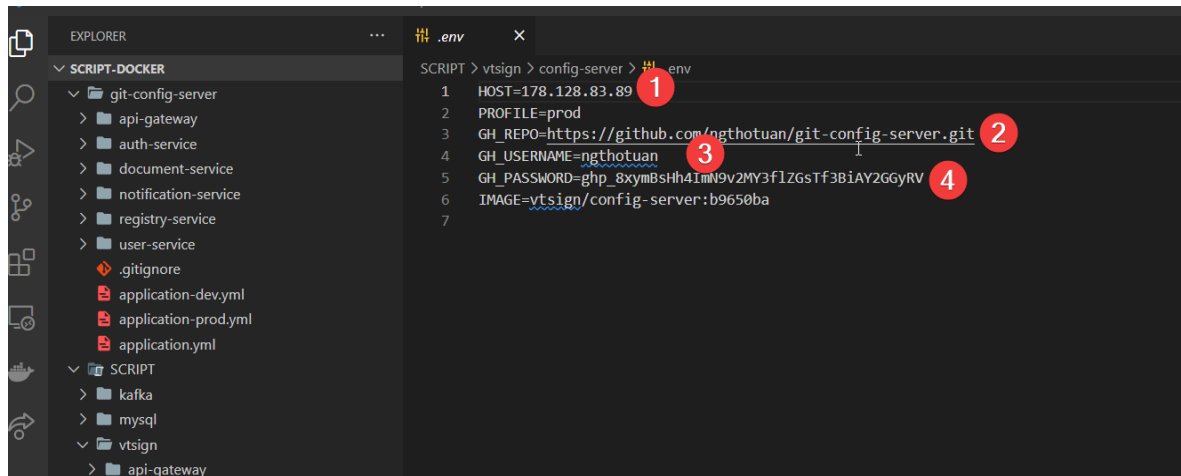 EXPLORER
SCRIPT-DOCKER
git-config-server
api-gateway
auth-service
document-service
notification-service
registry-service
user-service
.gitignore
application-dev.yml
application-prod.yml
application.yml
SCRIPT
kafka
mysql
vtsign
api-gateway
.env
SCRIPT > vtsign > config-server > .env
1 HOST=178.128.83.89 1
2 PROFILE=prod
3 GH_REPO=https://github.com/ngthotuan/git-config-server.git 2
4 GH_USERNAME=ngthotuan 3
5 GH_PASSWORD=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 4
6 IMAGE=vtsign/config-server:b9650ba
7